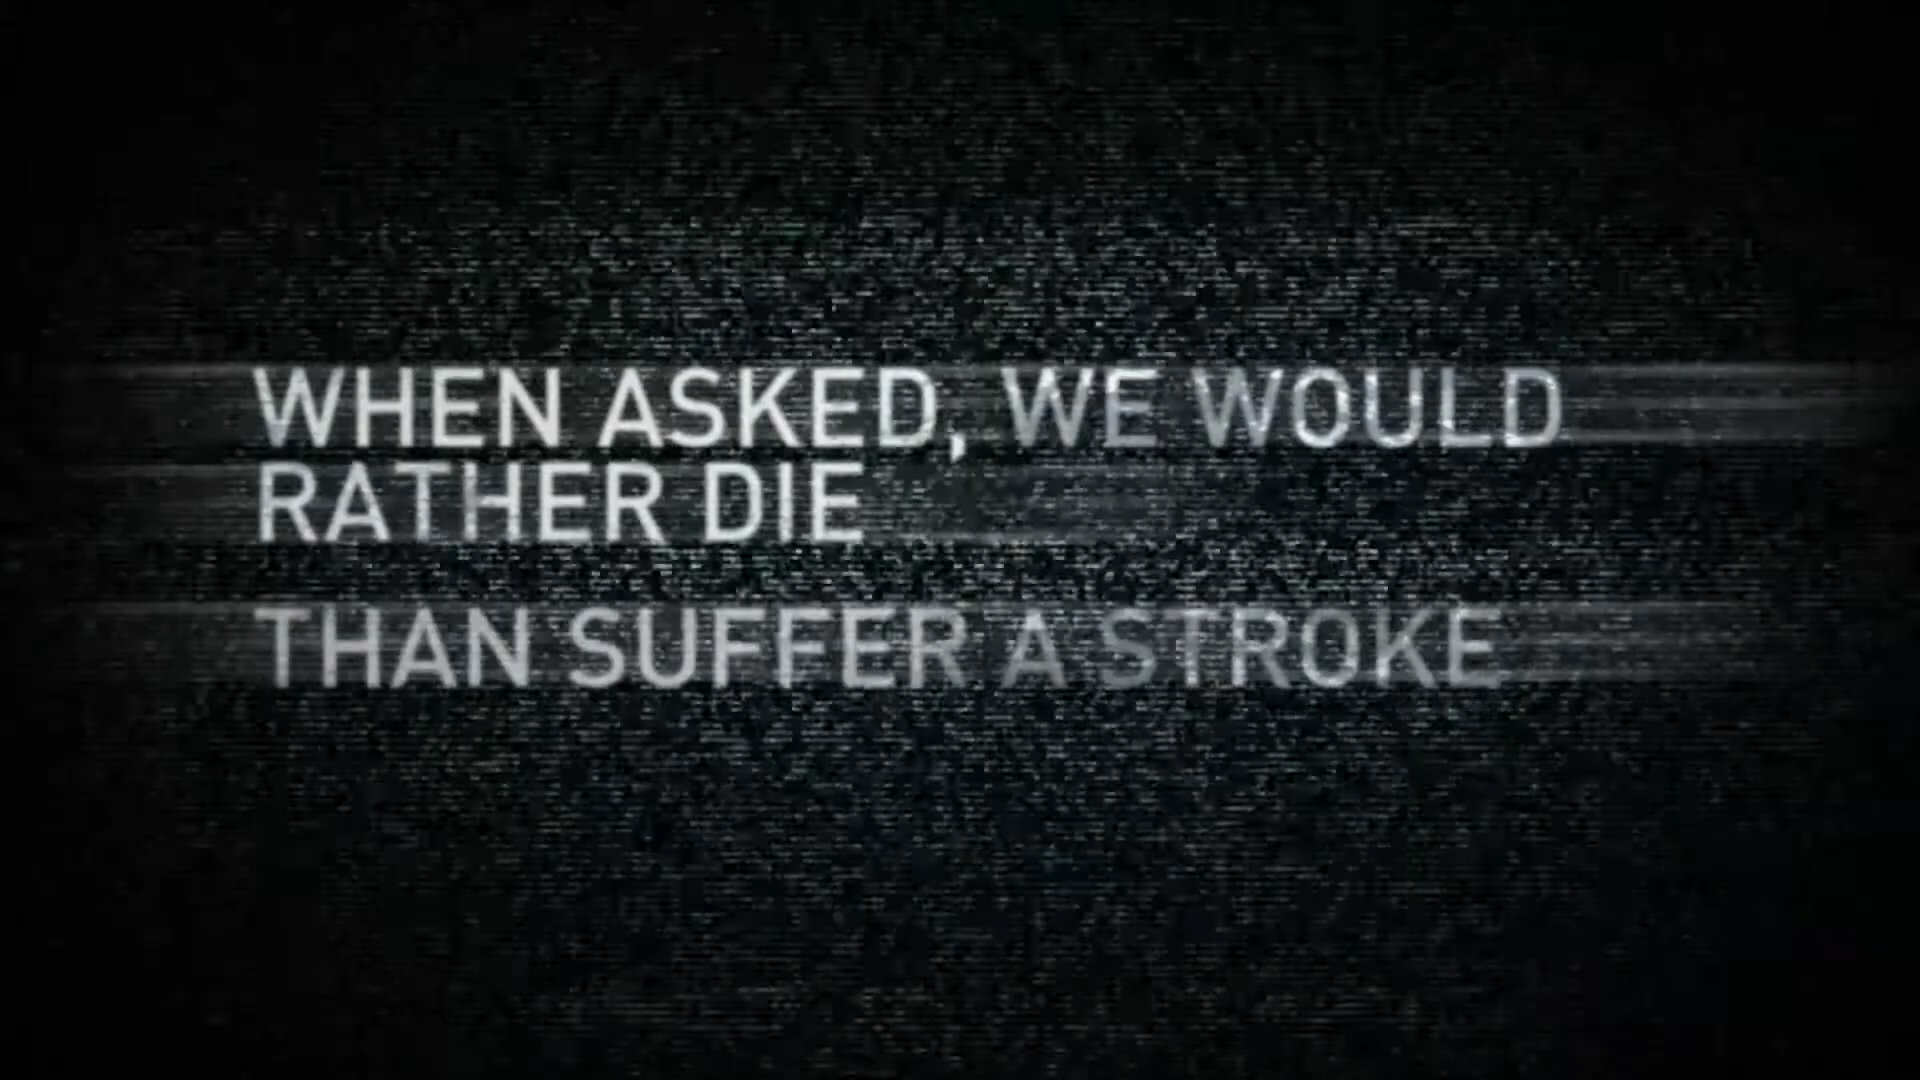 WHEN ASKED, WE WOULD
RATHER DIE
THAN SUFFER A STROKE